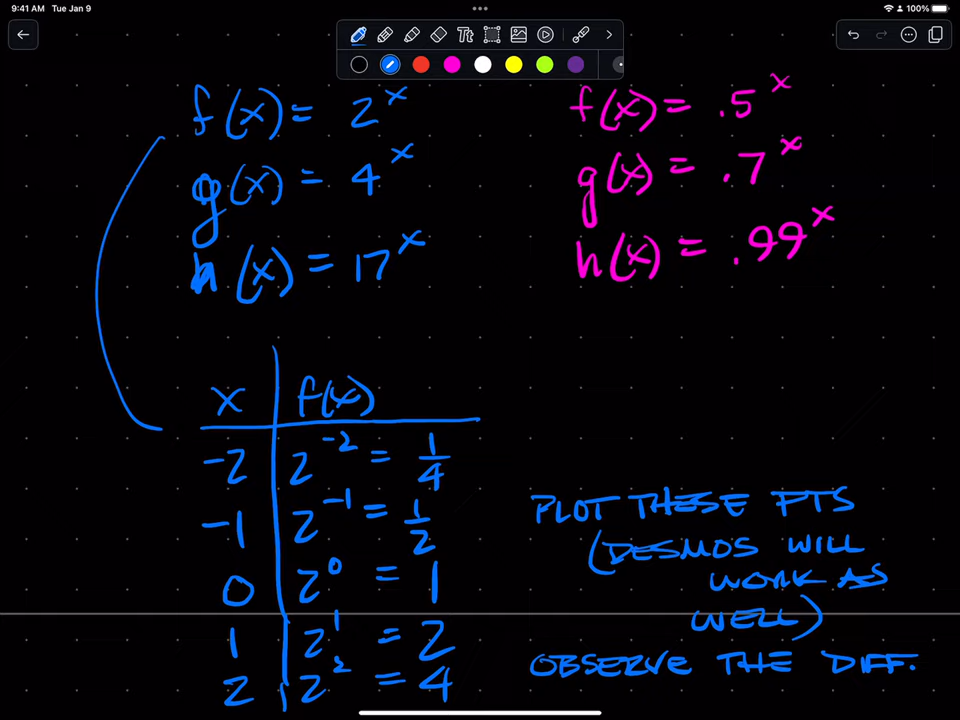 9:41 AM Tue Jan 9
100%
Tt
f(x) = 2^x
g(x) = 4^x
h(x) = 17^x
f(x) = .5^x
g(x) = .7^x
h(x) = .99^x
x f(x)
-2 2^-2 = 1/4
-1 2^-1 = 1/2
0 2^0 = 1
1 2^1 = 2
2 2^2 = 4
PLOT THESE PTS
(DESMOS WILL
WORK AS
WELL)
OBSERVE THE DIFF.